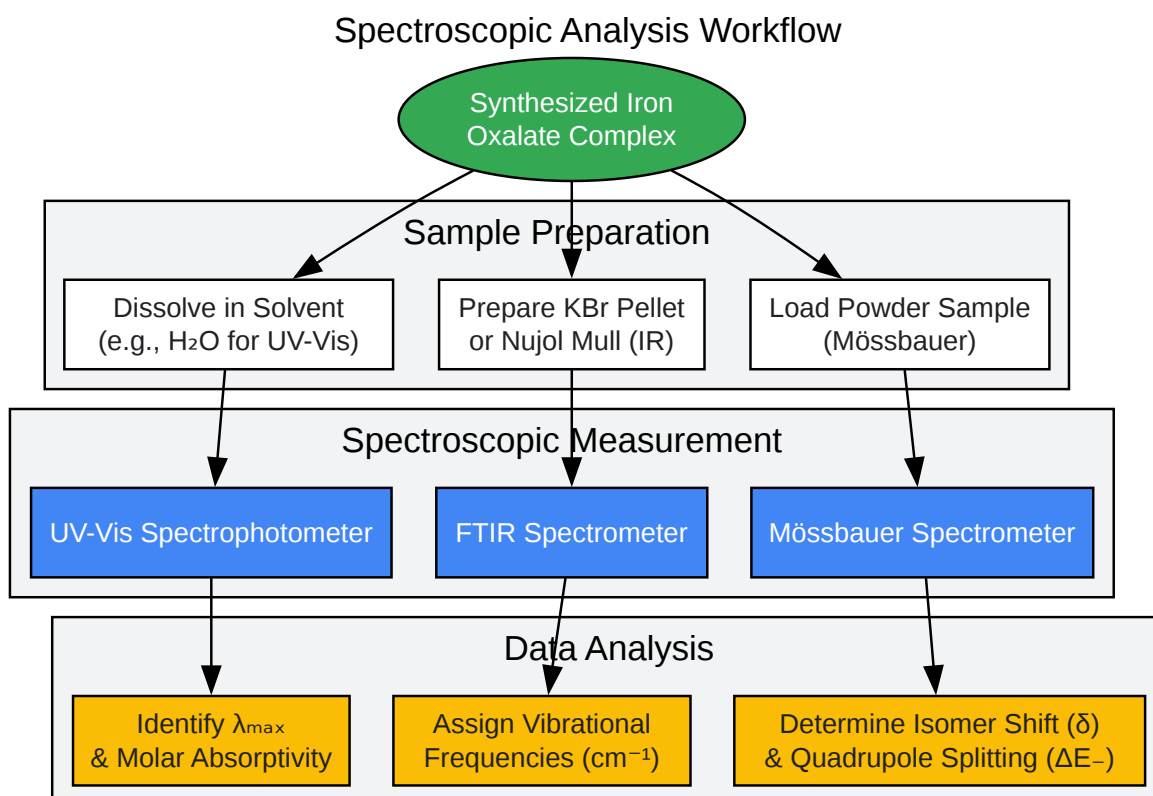 Spectroscopic Analysis Workflow
Synthesized Iron
Oxalate Complex
Sample Preparation
Dissolve in Solvent
(e.g., H₂O for UV-Vis)
Prepare KBr Pellet
or Nujol Mull (IR)
Load Powder Sample
(Mössbauer)
Spectroscopic Measurement
UV-Vis Spectrophotometer
FTIR Spectrometer
Mössbauer Spectrometer
Data Analysis
Identify λₘₐₓ
& Molar Absorptivity
Assign Vibrational
Frequencies (cm⁻¹)
Determine Isomer Shift (δ)
& Quadrupole Splitting (ΔE₋)